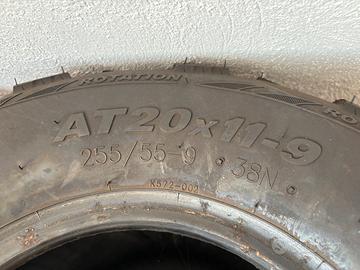 ROTATION
AT20x11-9
255/55-9 • 38N •